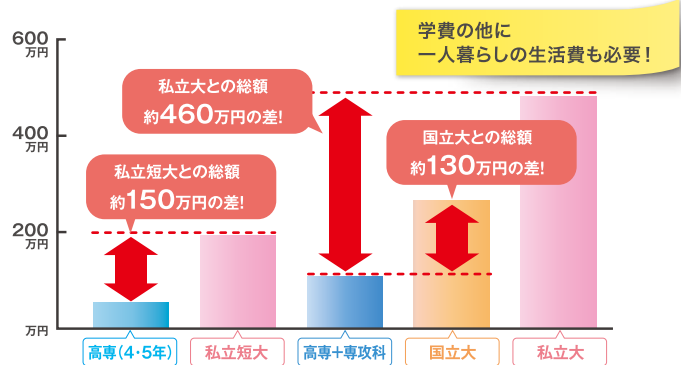 学費の他に
一人暮らしの生活費も必要！
600
万円
400
万円
200
万円
万円
私立大との総額
約460万円の差!
国立大との総額
約130万円の差!
私立短大との総額
約150万円の差!
高専(4・5年)
私立短大
高専＋専攻科
国立大
私立大